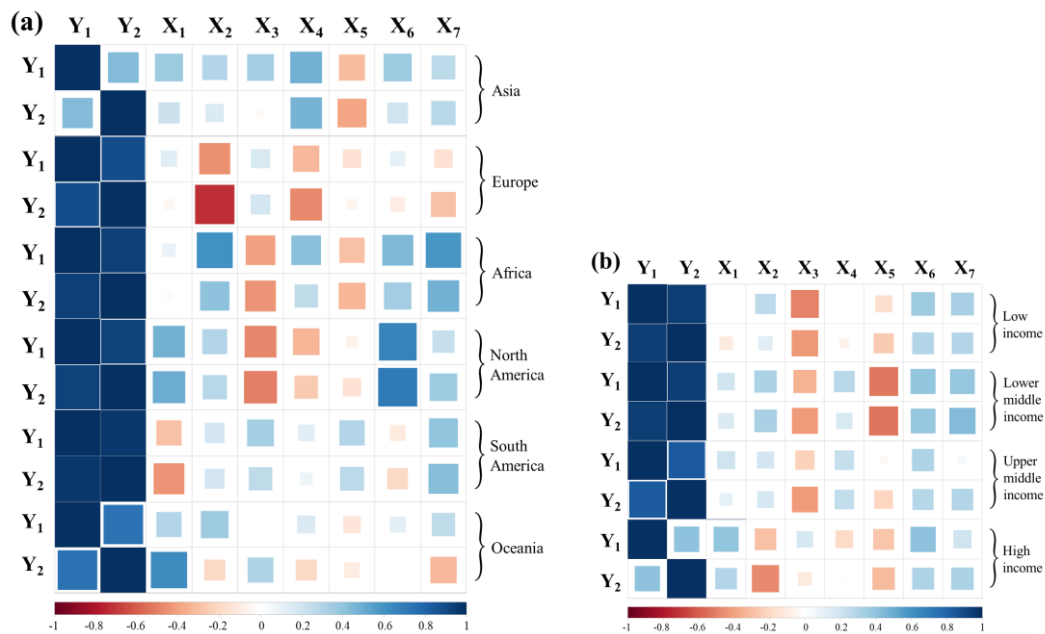 (a)
Y₁ Y₂ X₁ X₂ X₃ X₄ X₅ X₆ X₇
Y₁
Y₂
Asia
Y₁
Y₂
Europe
Y₁
Y₂
Africa
Y₁
Y₂
North
America
Y₁
Y₂
South
America
Y₁
Y₂
Oceania
-1 -0.8 -0.6 -0.4 -0.2 0 0.2 0.4 0.6 0.8 1
(b)
Y₁ Y₂ X₁ X₂ X₃ X₄ X₅ X₆ X₇
Y₁
Y₂
Low
income
Y₁
Y₂
Lower
middle
income
Y₁
Y₂
Upper
middle
income
Y₁
Y₂
High
income
-1 -0.8 -0.6 -0.4 -0.2 0 0.2 0.4 0.6 0.8 1